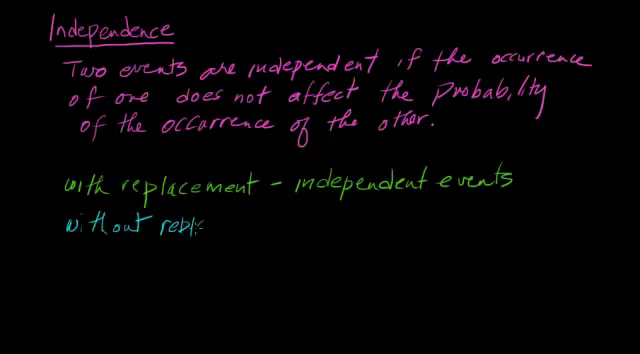 Independence
Two events are independent if the occurrence
of one does not affect the Probability
of the occurrence of the other.
with replacement - independent events
without repl